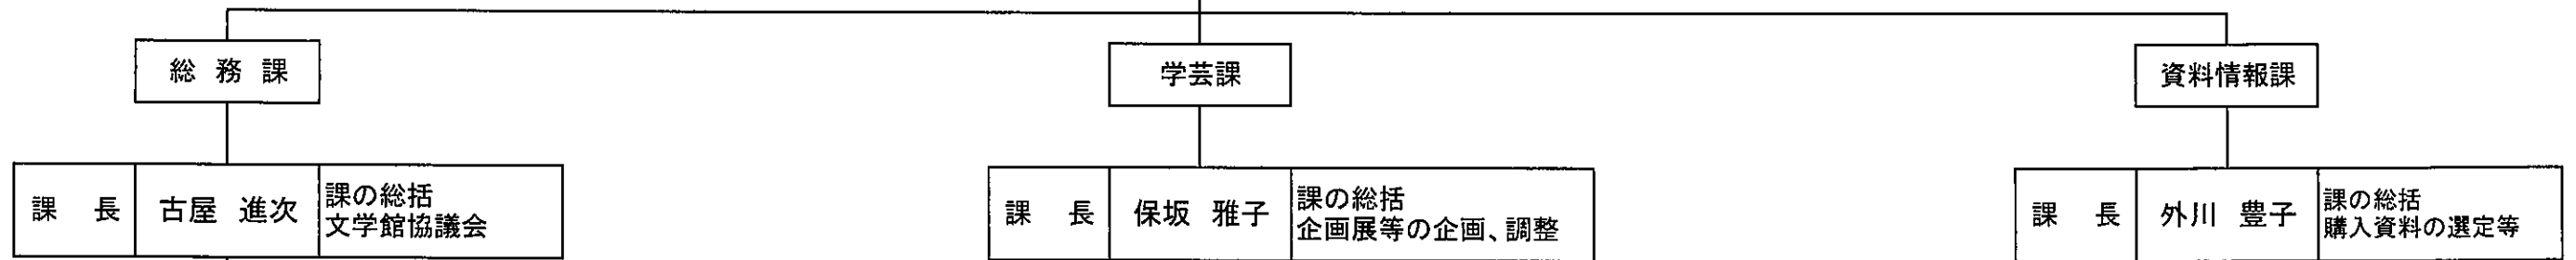 総務課
学芸課
資料情報課
課長
古屋 進次
課の総括
文学館協議会
課長
保坂 雅子
課の総括
企画展等の企画、調整
課長
外川 豊子
課の総括
購入資料の選定等